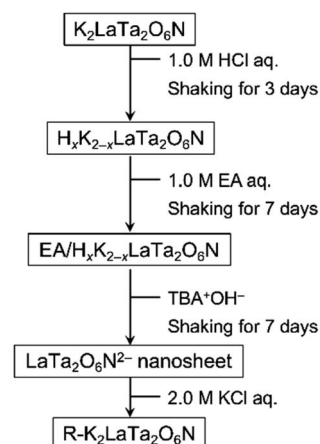 K₂LaTa₂O₆N
1.0 M HCl aq.
Shaking for 3 days
HₓK₂₋ₓLaTa₂O₆N
1.0 M EA aq.
Shaking for 7 days
EA/HₓK₂₋ₓLaTa₂O₆N
TBA⁺OH⁻
Shaking for 7 days
LaTa₂O₆N²⁻ nanosheet
2.0 M KCl aq.
R-K₂LaTa₂O₆N